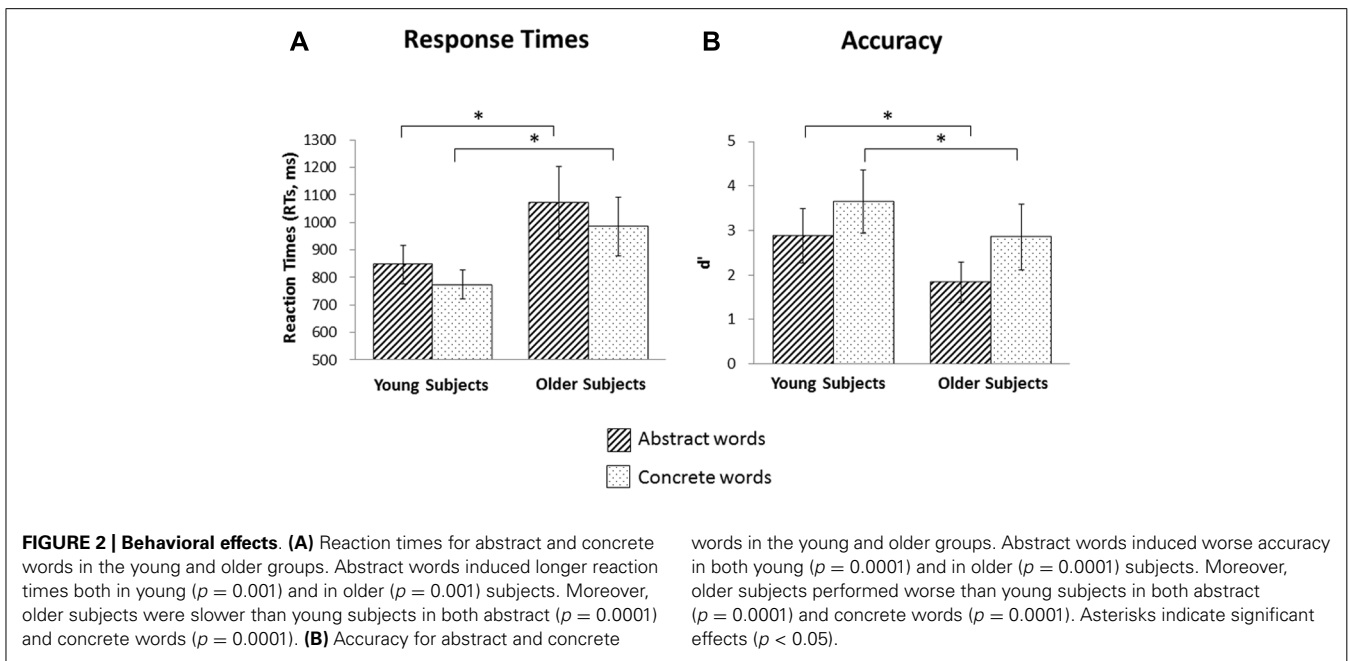 A Response Times
B Accuracy
*
*
Reaction Times (RTs, ms)
1300
1200
1100
1000
900
800
700
600
500
Young Subjects Older Subjects
*
*
d'
5
4
3
2
1
0
Young Subjects Older Subjects
Abstract words
Concrete words
FIGURE 2 | Behavioral effects. (A) Reaction times for abstract and concrete
words in the young and older groups. Abstract words induced longer reaction
times both in young (p = 0.001) and in older (p = 0.001) subjects. Moreover,
older subjects were slower than young subjects in both abstract (p = 0.0001)
and concrete words (p = 0.0001). (B) Accuracy for abstract and concrete
words in the young and older groups. Abstract words induced worse accuracy
in both young (p = 0.0001) and in older (p = 0.0001) subjects. Moreover,
older subjects performed worse than young subjects in both abstract
(p = 0.0001) and concrete words (p = 0.0001). Asterisks indicate significant
effects (p < 0.05).